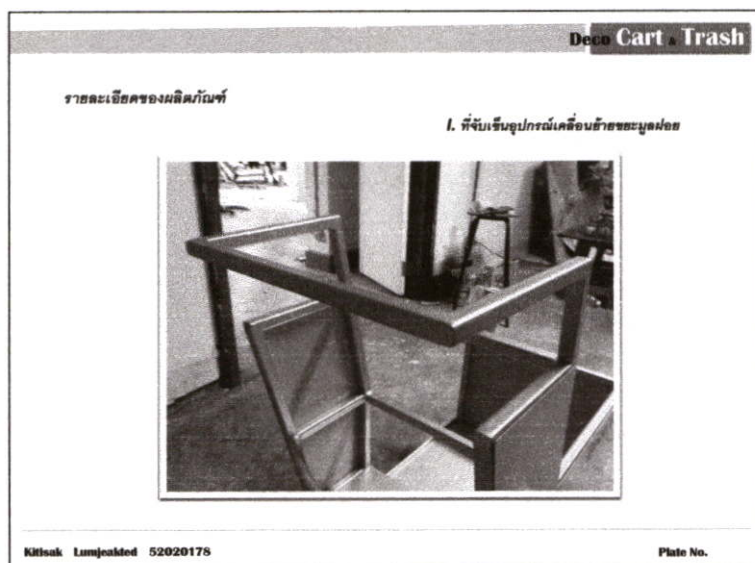 Deco Cart & Trash
รายละเอียดของผลิตภัณฑ์
1. ที่จับเข็นอุปกรณ์เคลื่อนย้ายขยะมูลฝอย
Kitisak Lumjeakted 52020178
Plate No.